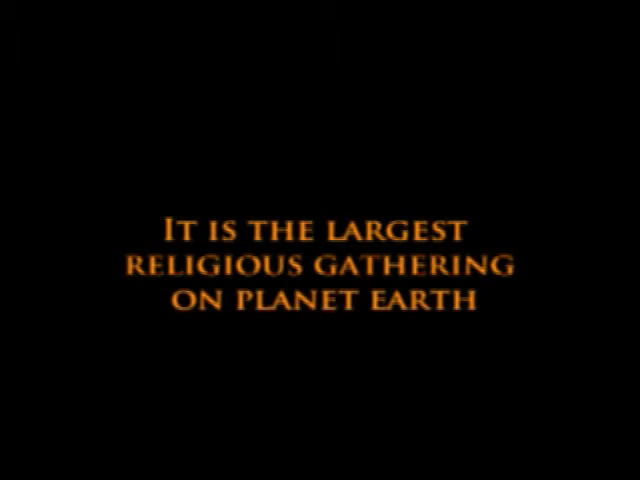 It is the largest
religious gathering
on planet earth